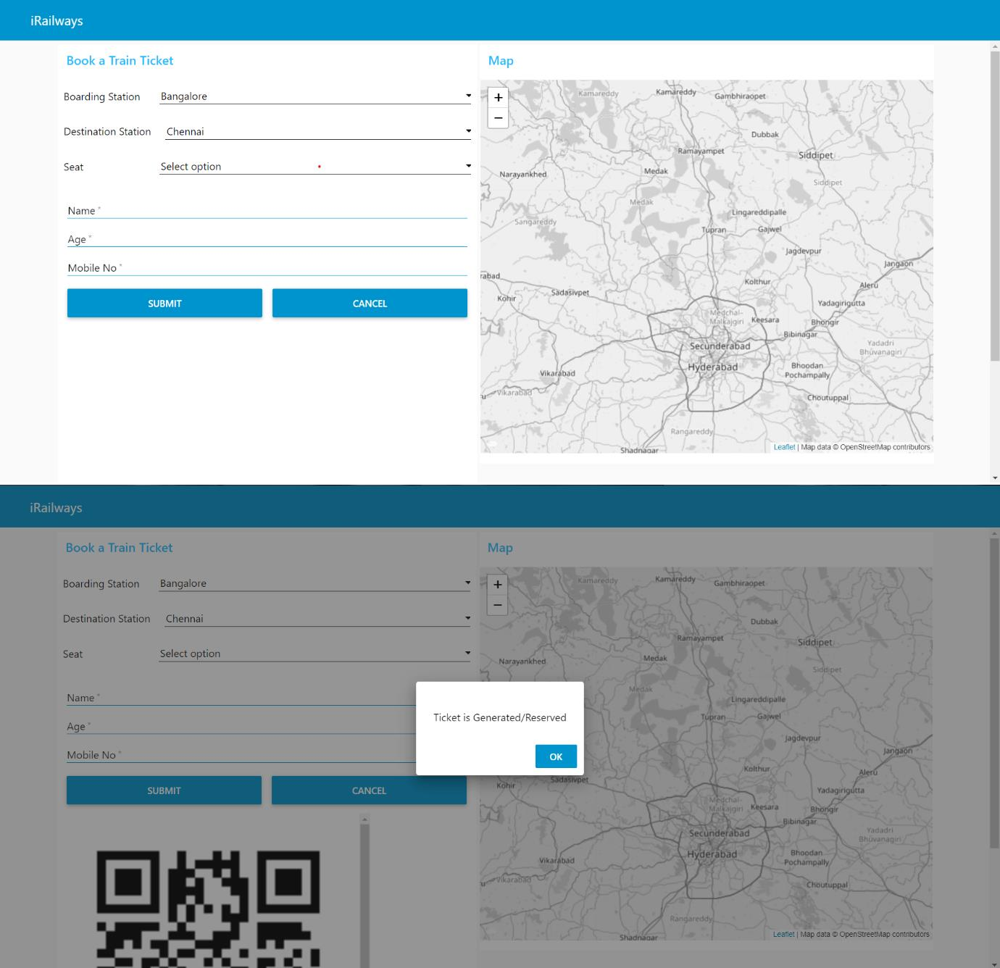 iRailways
Book a Train Ticket
Boarding Station Bangalore
Destination Station Chennai
Seat Select option
Name *
Age *
Mobile No *
SUBMIT CANCEL
Map
+
−
Kamareddy Kamareddy Gambhiraopet
Dubbak
Ramayampet Siddipet
Narayankhed Medak
Siddipet
Medak
Lingareddipalle
Sangareddy
Tupran Gajwel
Jagdevpur
Jangaon
rabad Kolthur Aleru
Kohir Sadasivpet
Yadagirigutta
Medchal-
Malkajgiri Keesara Bhongir
Bibinagar
Secunderabad Yadadri
Bhuvanagiri
Hyderabad Bhoodan
Pochampally
Vikarabad
Vikarabad
Choutuppal
Rangareddy
Shadnagar
Leaflet | Map data © OpenStreetMap contributors
iRailways
Book a Train Ticket
Boarding Station Bangalore
Destination Station Chennai
Seat Select option
Name *
Age *
Mobile No *
SUBMIT CANCEL
Ticket is Generated/Reserved
OK
Map
+
−
Kamareddy Kamareddy Gambhiraopet
Dubbak
Ramayampet Siddipet
Narayankhed Medak
Siddipet
Medak
Lingareddipalle
Tupran Gajwel
Jagdevpur
Jangaon
Kolthur Aleru
Kohir Sadasivpet
Yadagirigutta
Medchal-
Malkajgiri Keesara Bhongir
Bibinagar
Secunderabad Yadadri
Bhuvanagiri
Hyderabad Bhoodan
Pochampally
Vikarabad
Vikarabad
Choutuppal
Rangareddy
Shadnagar
Leaflet | Map data © OpenStreetMap contributors